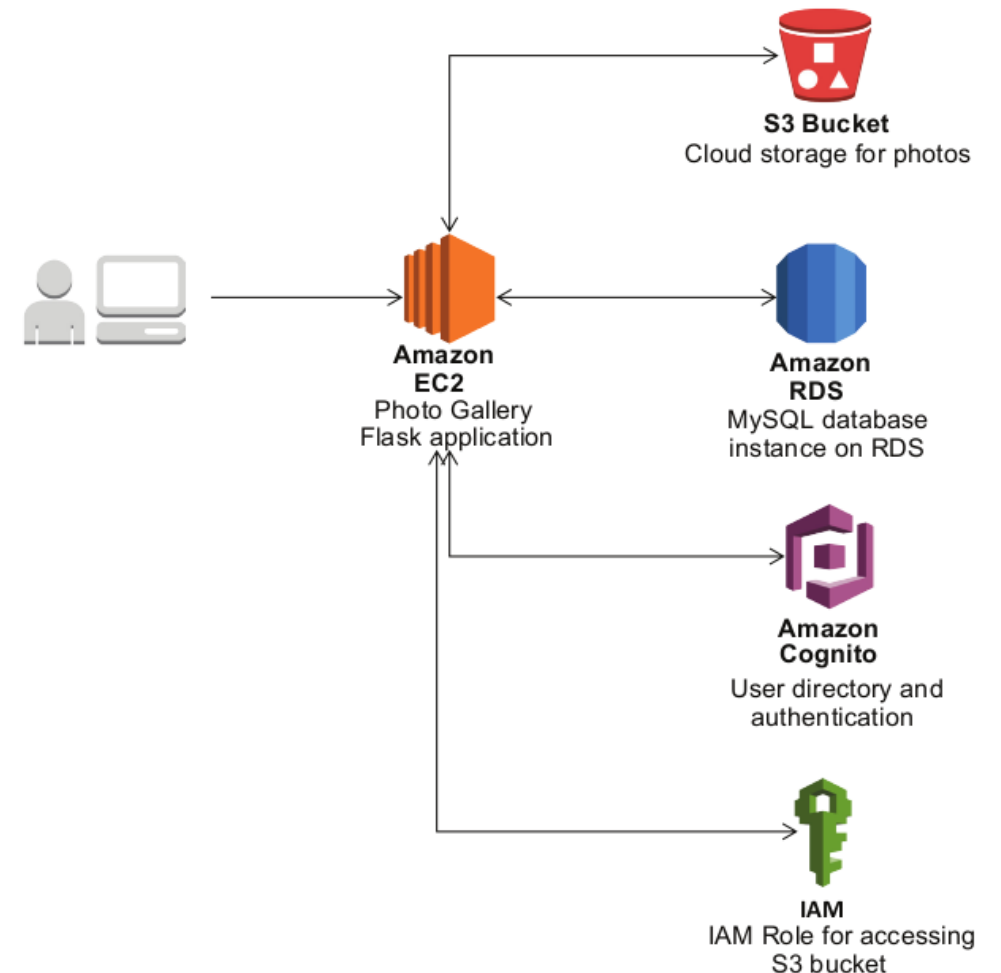 S3 Bucket
Cloud storage for photos
Amazon
EC2
Photo Gallery
Flask application
Amazon
RDS
MySQL database
instance on RDS
Amazon
Cognito
User directory and
authentication
IAM
IAM Role for accessing
S3 bucket